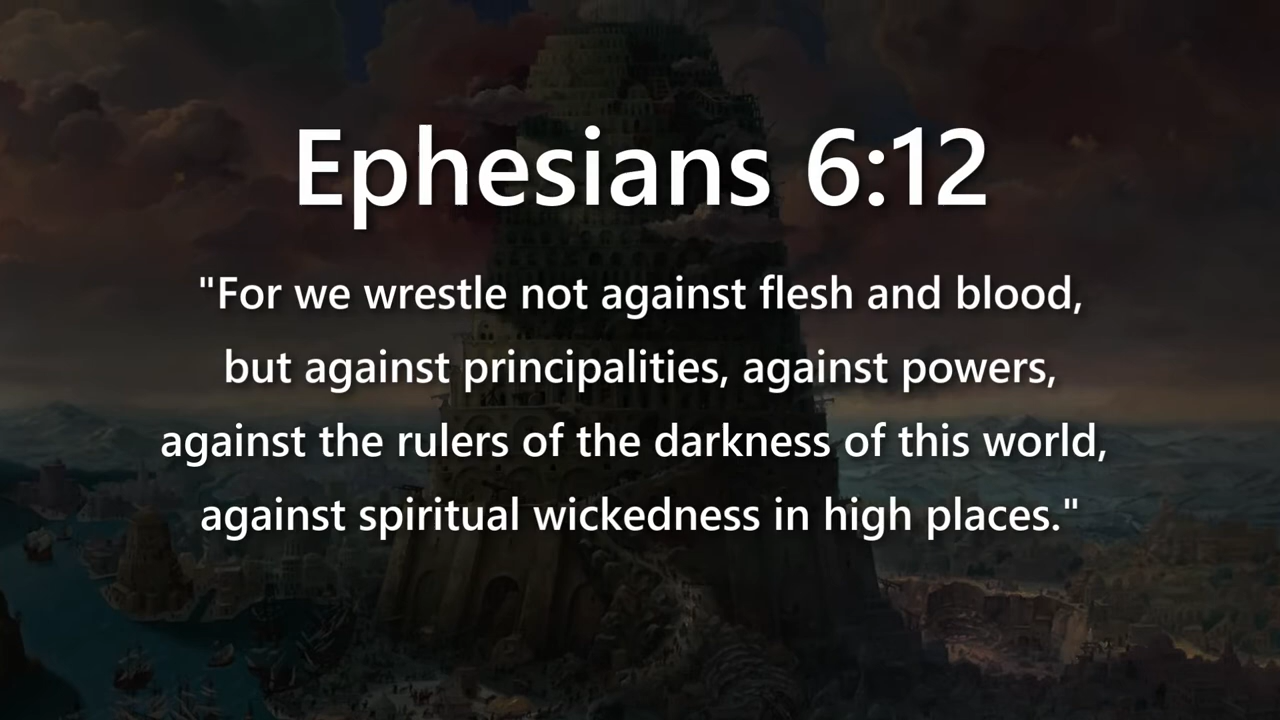 Ephesians 6:12
"For we wrestle not against flesh and blood,
but against principalities, against powers,
against the rulers of the darkness of this world,
against spiritual wickedness in high places."